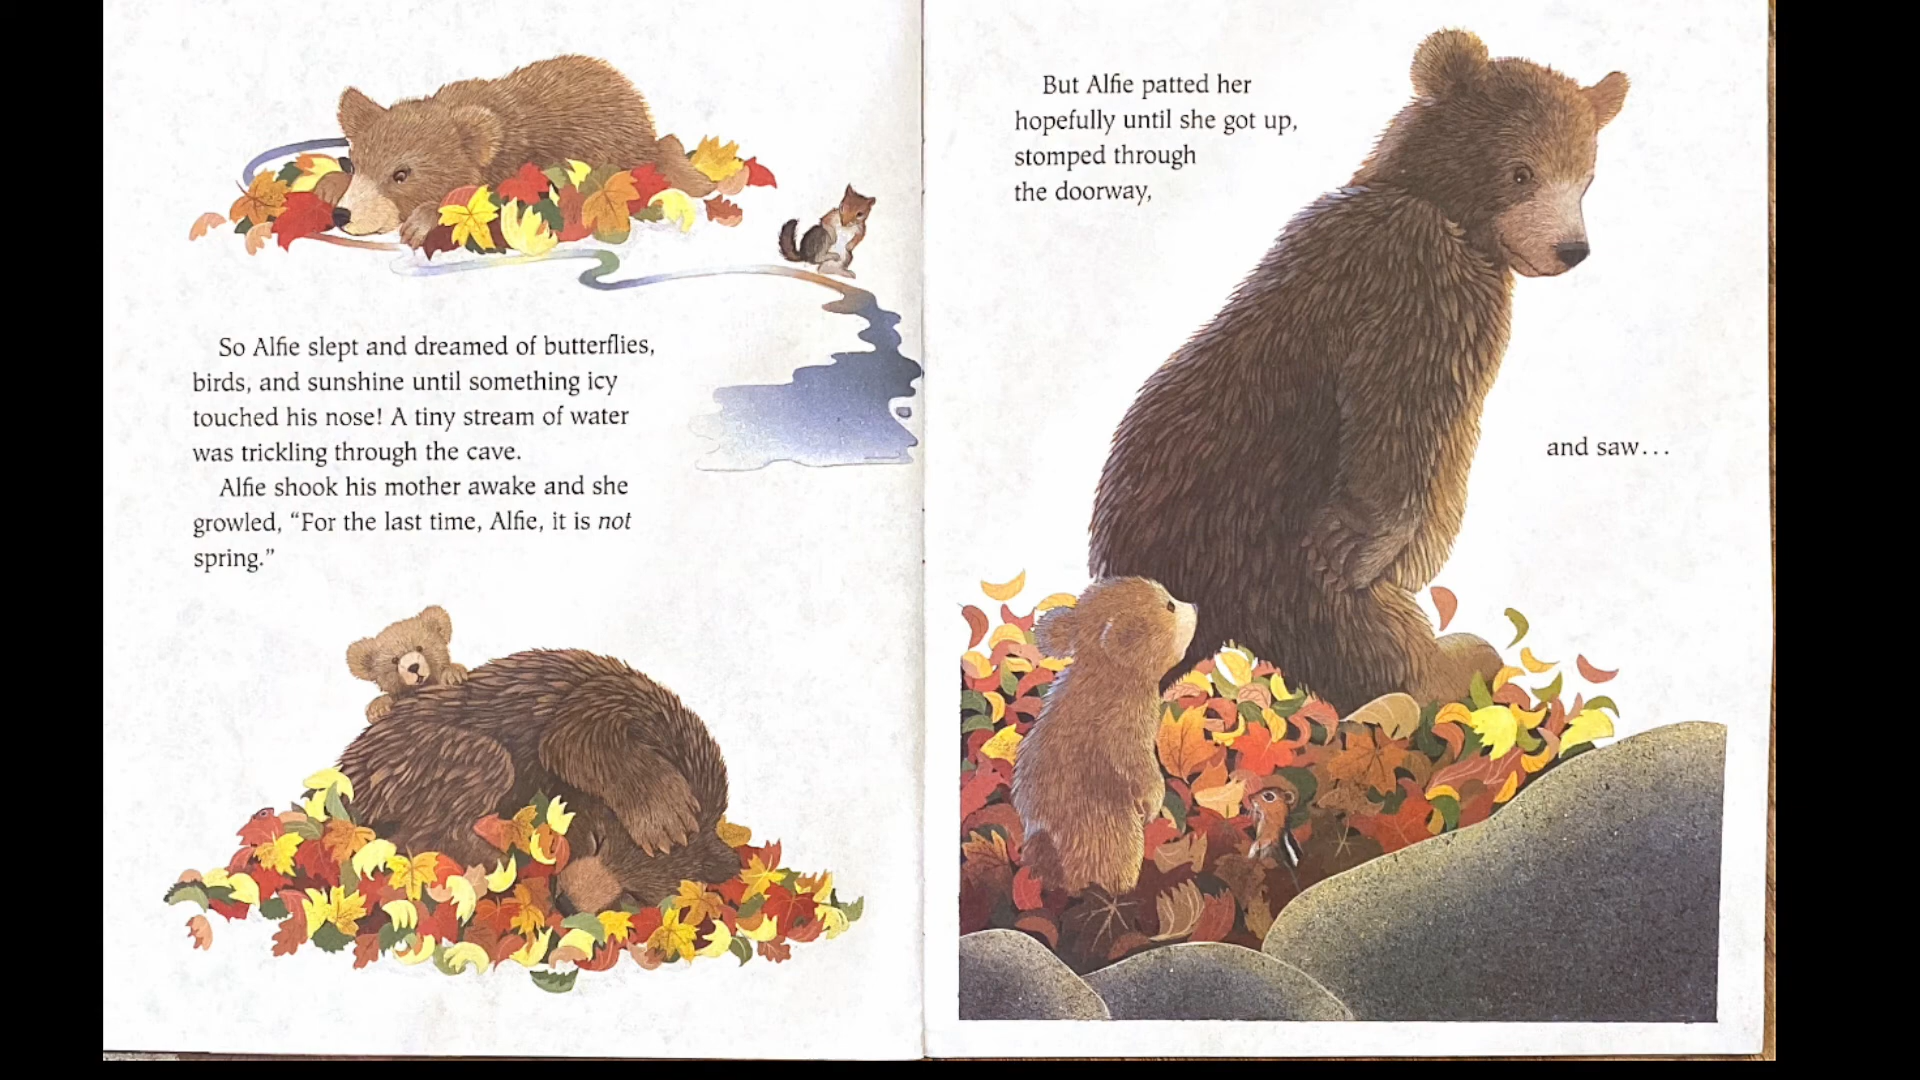 So Alfie slept and dreamed of butterflies,
birds, and sunshine until something icy
touched his nose! A tiny stream of water
was trickling through the cave.
Alfie shook his mother awake and she
growled, “For the last time, Alfie, it is not
spring.”
But Alfie patted her
hopefully until she got up,
stomped through
the doorway,
and saw...